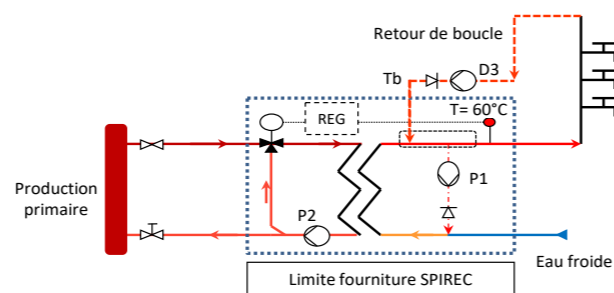 Retour de boucle
Tb
D3
REG
T= 60°C
P1
Production
primaire
P2
Eau froide
Limite fourniture SPIREC